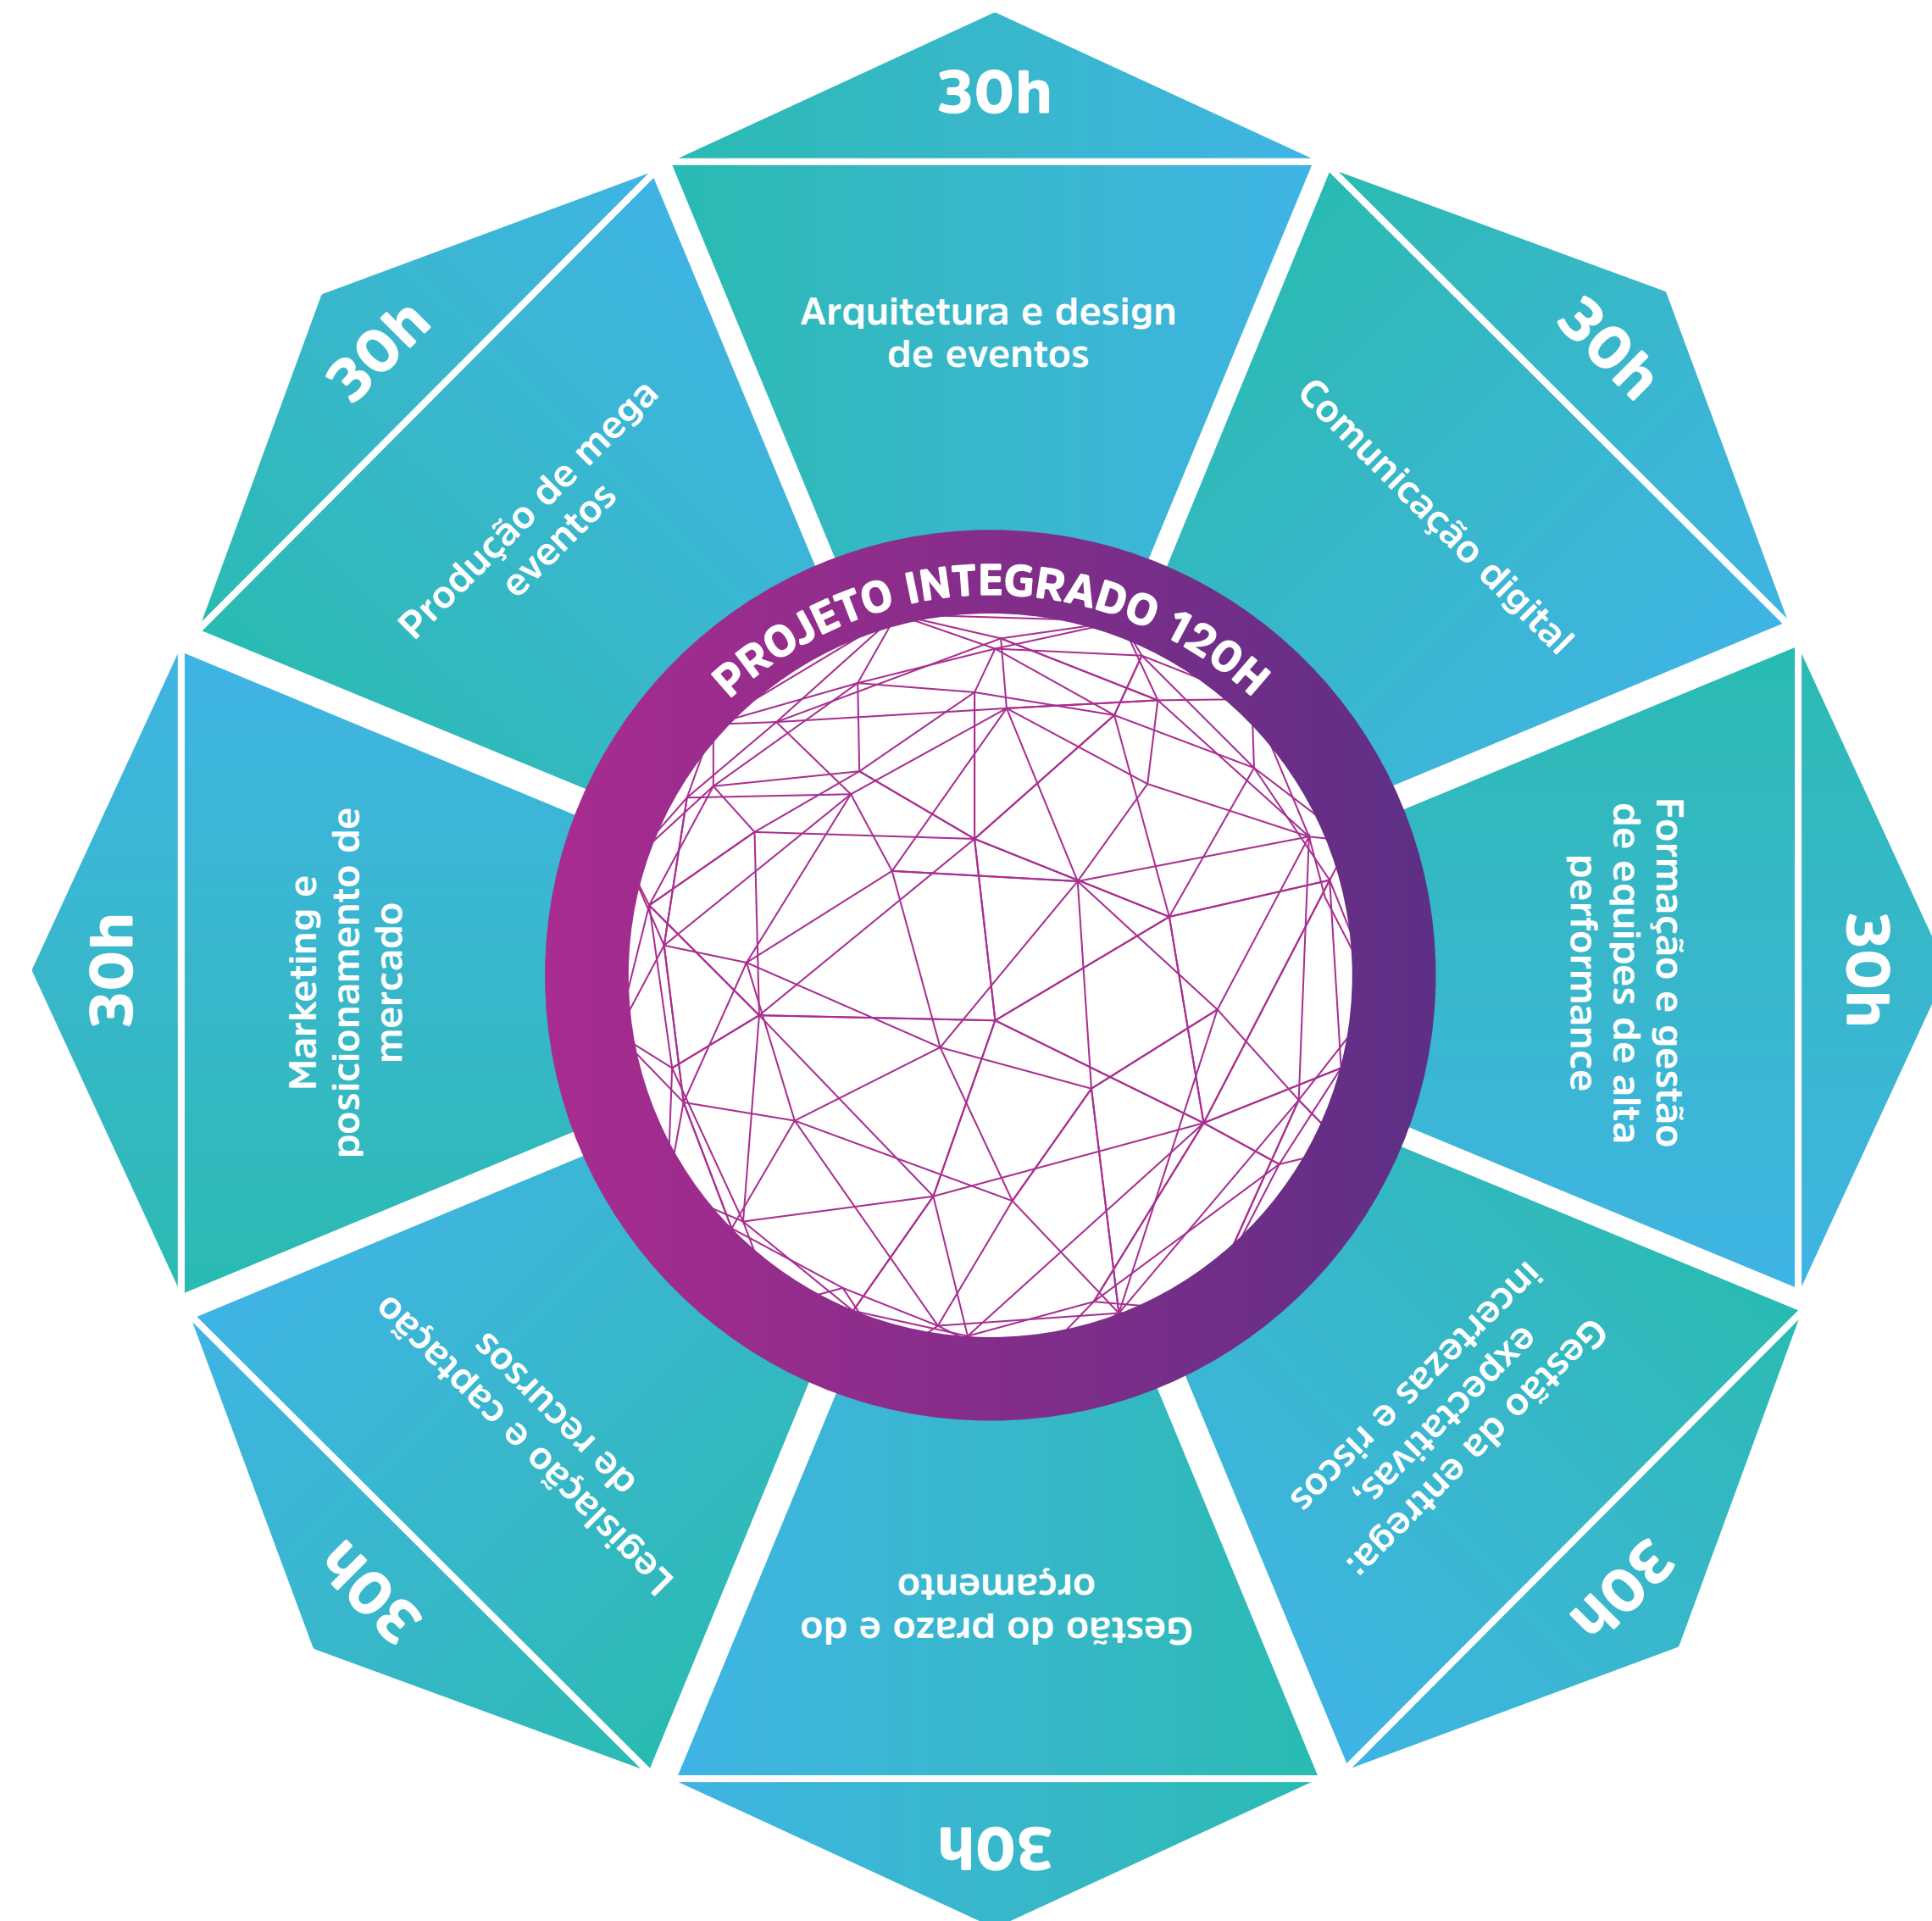 30h
Arquitetura e design
de eventos
30h
Comunicação digital
30h
Formação e gestão
de equipes de alta
performance
30h
Gestão da entrega:
expectativas,
incertezas e riscos
30h
Gestão do prazo e do
orçamento
30h
Legislação e captação
de recursos
30h
Marketing e
posicionamento de
mercado
30h
Produção de mega
eventos
PROJETO INTEGRADO 120H